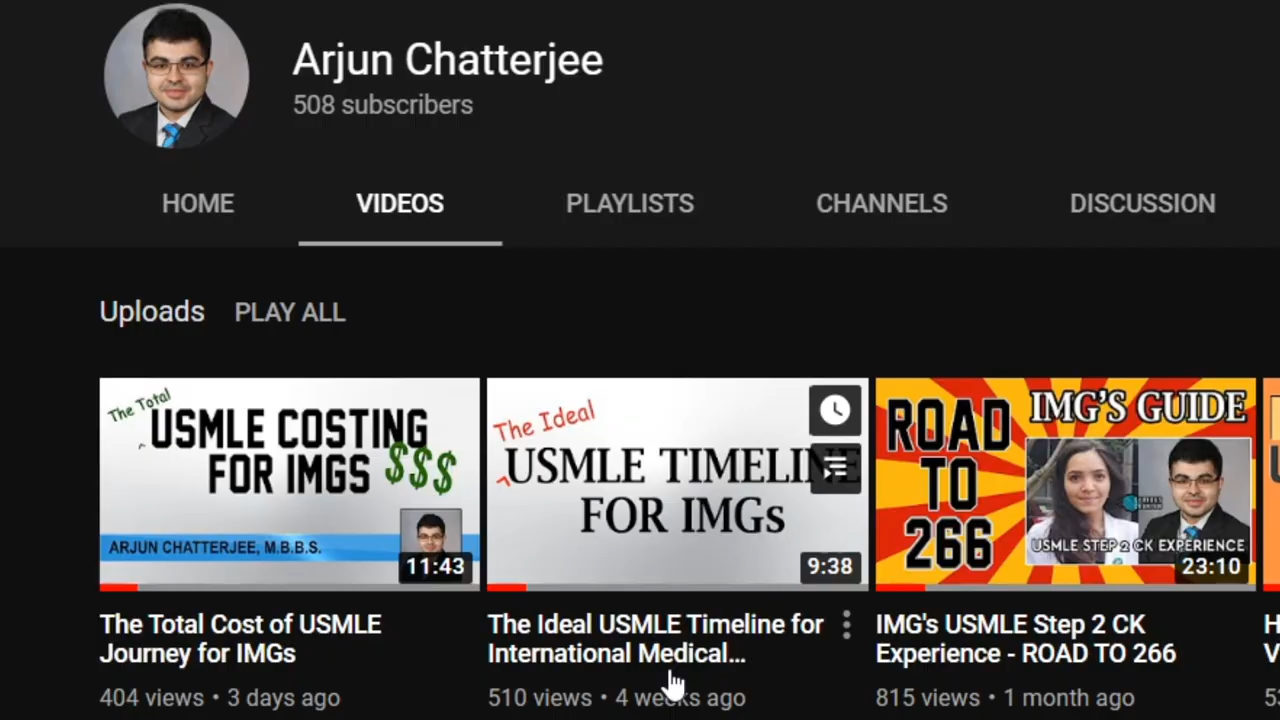 Arjun Chatterjee
508 subscribers
HOME VIDEOS PLAYLISTS CHANNELS DISCUSSION
Uploads PLAY ALL
The Total
USMLE COSTING
FOR IMGS $$$
ARJUN CHATTERJEE, M.B.B.S.
11:43
The Ideal
USMLE TIMELINE
FOR IMGs
9:38
IMG'S GUIDE
ROAD
TO
266
USMLE STEP 2 CK EXPERIENCE
23:10
The Total Cost of USMLE
Journey for IMGs
404 views • 3 days ago
The Ideal USMLE Timeline for
International Medical...
510 views • 4 weeks ago
IMG's USMLE Step 2 CK
Experience - ROAD TO 266
815 views • 1 month ago